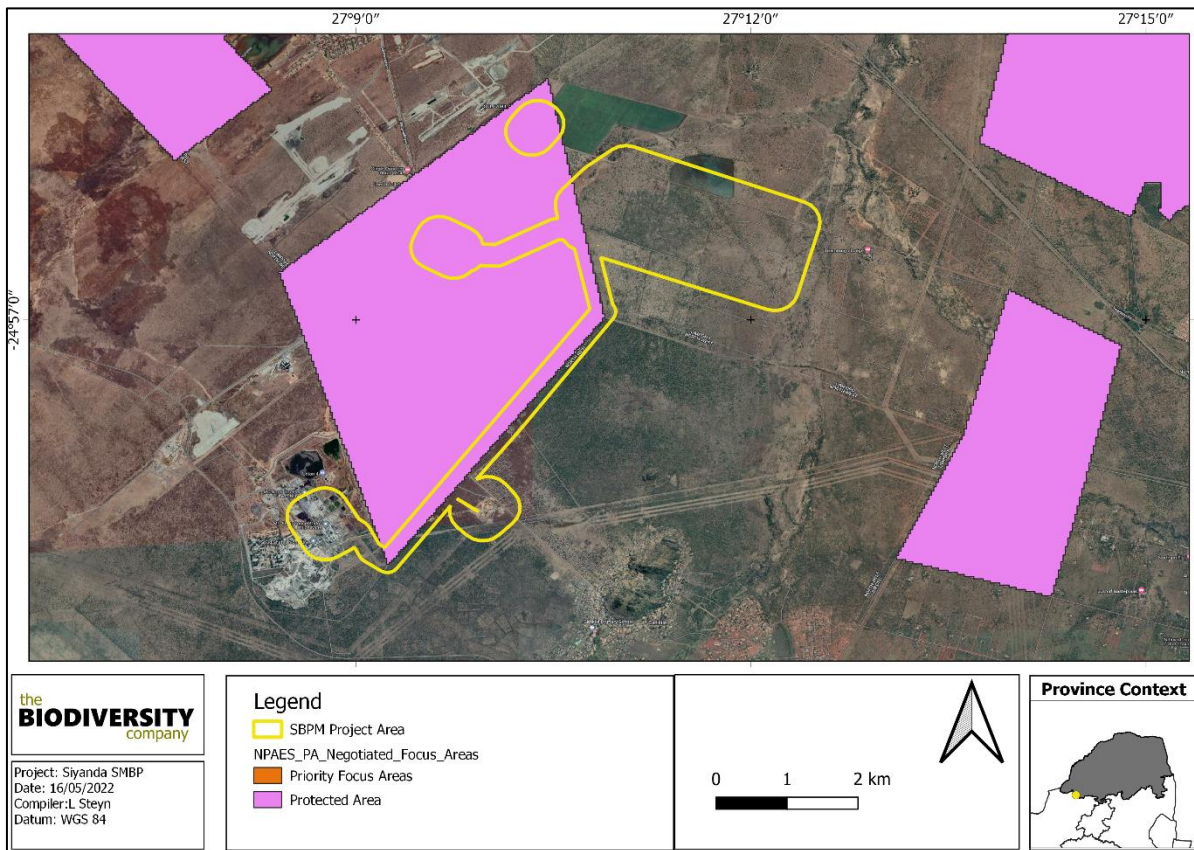 27°9′0″
27°12′0″
27°15′0″
-24°57′0″
the
BIODIVERSITY
company
Project: Siyanda SMBP
Date: 16/05/2022
Compiler:L Steyn
Datum: WGS 84
Legend
SBPM Project Area
NPAES_PA_Negotiated_Focus_Areas
Priority Focus Areas
Protected Area
0 1 2 km
Province Context